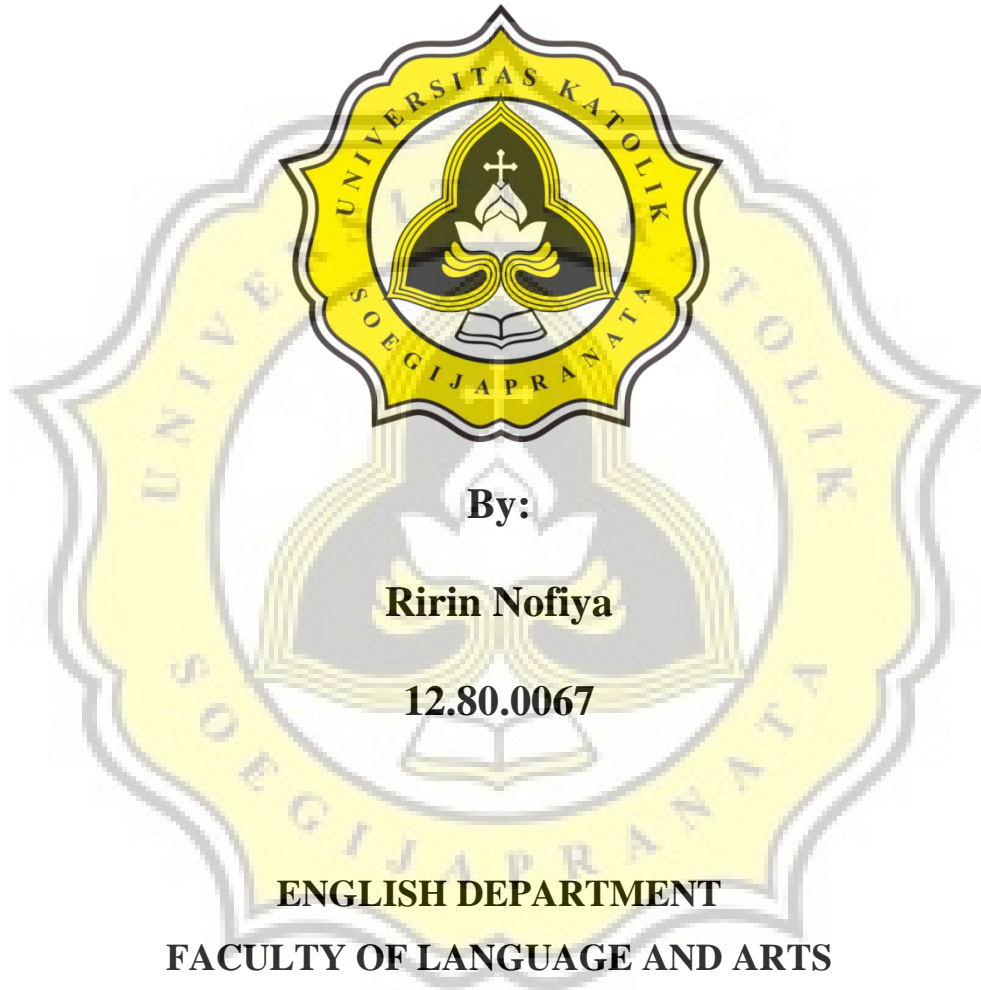 UNIVERSITAS KATOLIK
SOEGIJAPRANATA
By:
Ririn Nofiya
12.80.0067
ENGLISH DEPARTMENT
FACULTY OF LANGUAGE AND ARTS